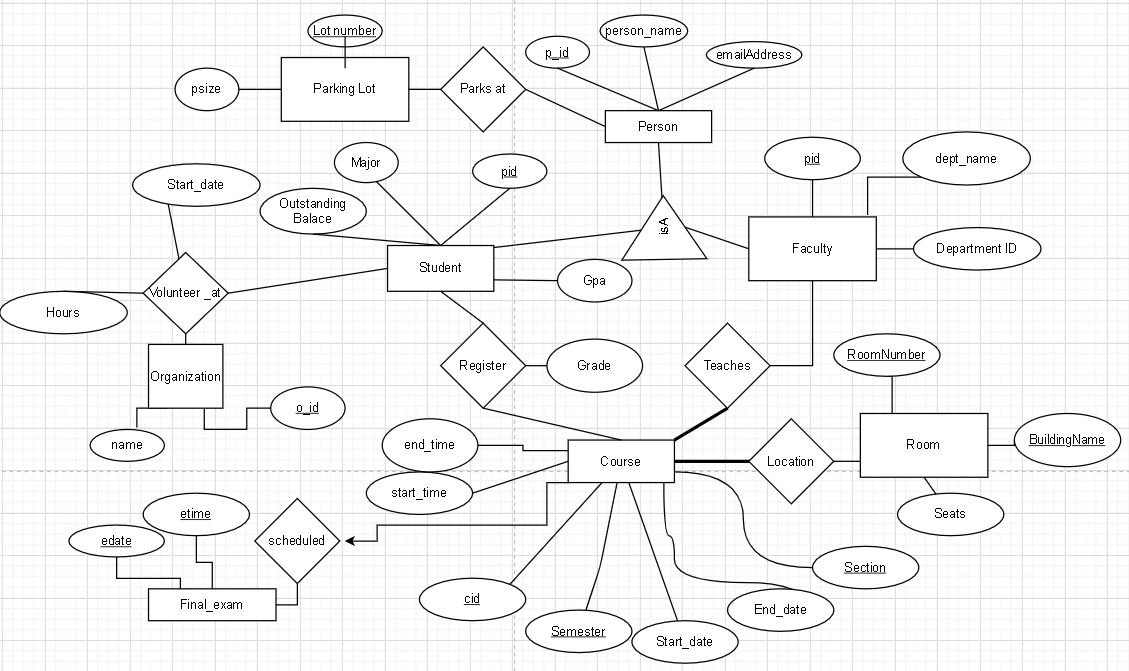 Lot number
person_name
p_id
emailAddress
psize
Parking Lot
Parks at
Person
Major
pid
pid
dept_name
Start_date
Outstanding
Balace
isA
Faculty
Department ID
Student
Gpa
Volunteer _at
Hours
Register
Grade
Teaches
RoomNumber
Organization
o_id
name
end_time
Course
Location
Room
BuildingName
start_time
etime
Seats
edate
scheduled
Section
Final_exam
cid
End_date
Semester
Start_date